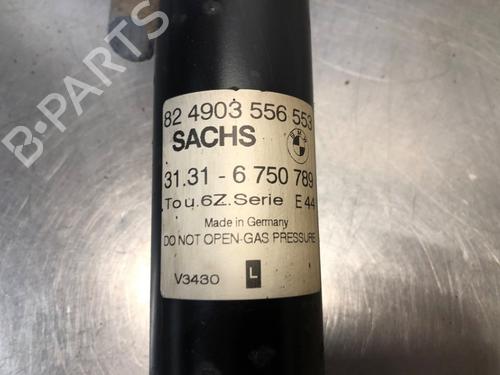 82 4903 556 553
SACHS
31.31 - 6 750 789
To u.6Z.Serie E 44
Made in Germany
DO NOT OPEN-GAS PRESSURE
V3430 L
B-PARTS